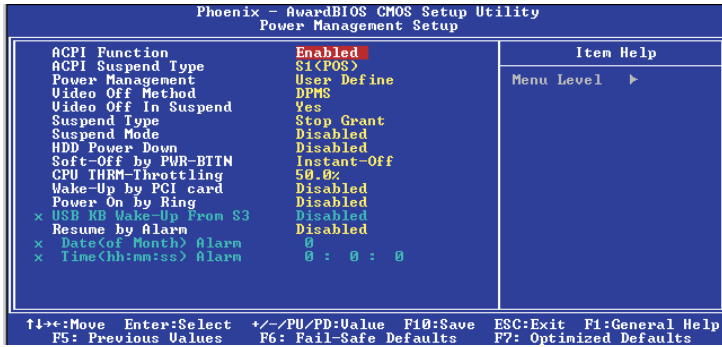 Phoenix - AwardBIOS CMOS Setup Utility
Power Management Setup
ACPI Function Enabled
ACPI Suspend Type S1(POS)
Power Management User Define
Video Off Method DPMS
Video Off In Suspend Yes
Suspend Type Stop Grant
Suspend Mode Disabled
HDD Power Down Disabled
Soft-Off by PWR-BTTN Instant-Off
CPU THRM-Throttling 50.0%
Wake-Up by PCI card Disabled
Power On by Ring Disabled
x USB KB Wake-Up From S3 Disabled
Resume by Alarm Disabled
x Date(of Month) Alarm 0
x Time(hh:mm:ss) Alarm 0 : 0 : 0
Item Help
Menu Level ►
↑↓→←:Move Enter:Select +/-/PU/PD:Value F10:Save ESC:Exit F1:General Help
F5: Previous Values F6: Fail-Safe Defaults F7: Optimized Defaults